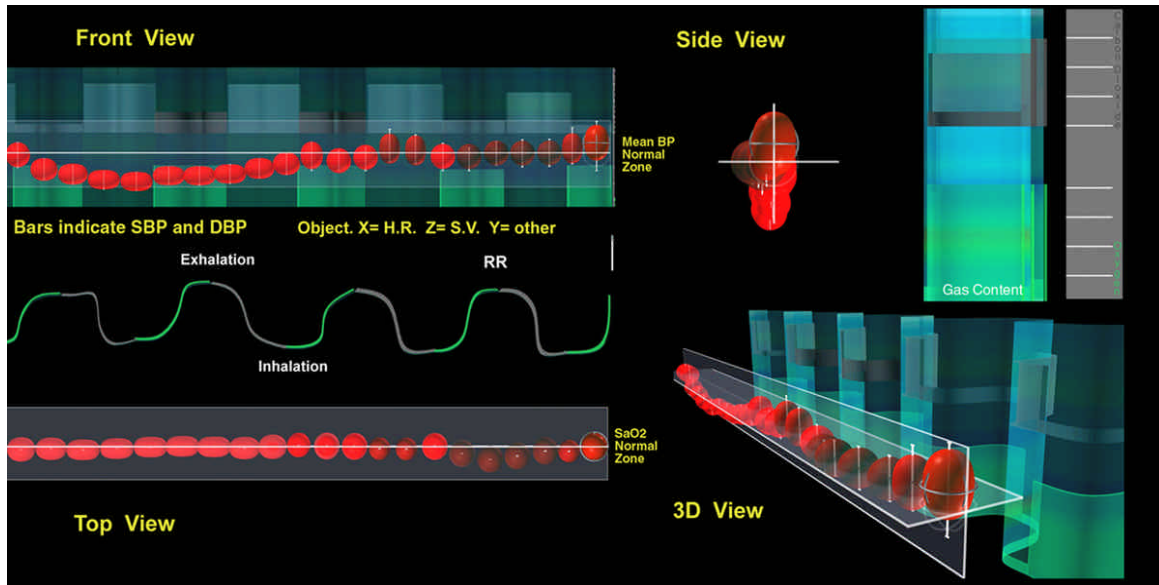 Front View
Side View
Mean BP
Normal
Zone
Bars indicate SBP and DBP
Object. X= H.R. Z= S.V. Y= other
Exhalation
RR
Gas Content
Inhalation
SaO2
Normal
Zone
Top View
3D View